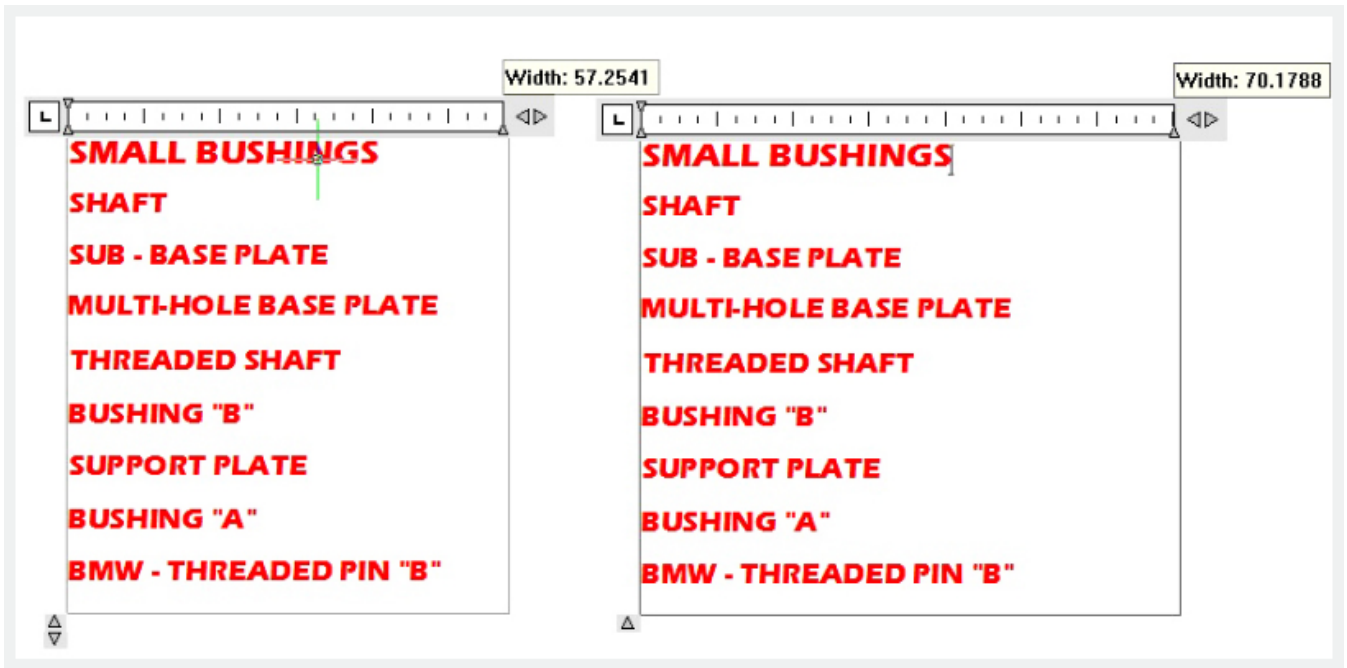 Width: 57.2541
SMALL BUSHINGS
SHAFT
SUB - BASE PLATE
MULTI-HOLE BASE PLATE
THREADED SHAFT
BUSHING "B"
SUPPORT PLATE
BUSHING "A"
BMW - THREADED PIN "B"
Width: 70.1788
SMALL BUSHINGS
SHAFT
SUB - BASE PLATE
MULTI-HOLE BASE PLATE
THREADED SHAFT
BUSHING "B"
SUPPORT PLATE
BUSHING "A"
BMW - THREADED PIN "B"